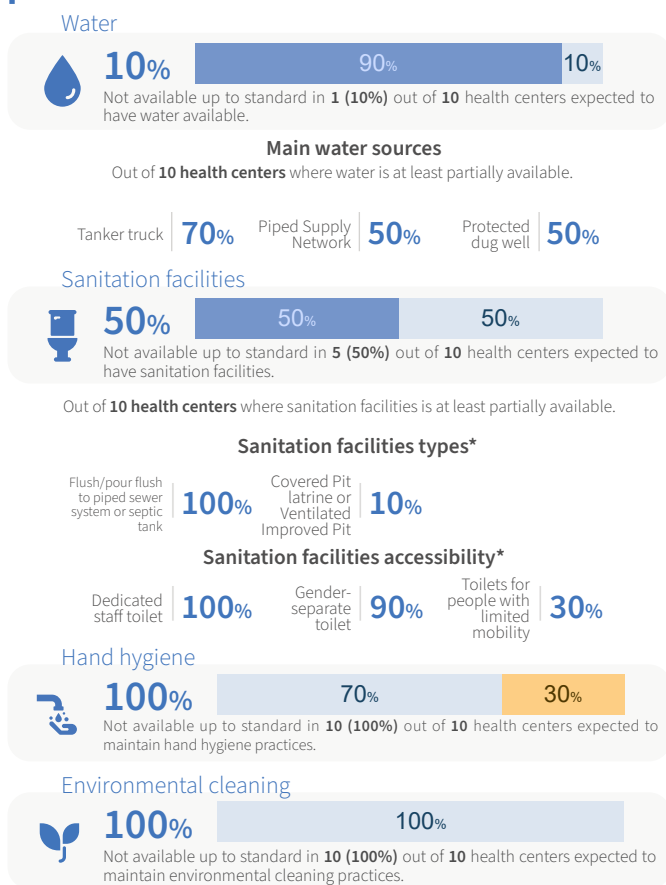 Water
10%
90%
10%
Not available up to standard in 1 (10%) out of 10 health centers expected to
have water available.
Main water sources
Out of 10 health centers where water is at least partially available.
Tanker truck
70%
Piped Supply
Network
50%
Protected
dug well
50%
Sanitation facilities
50%
50%
50%
Not available up to standard in 5 (50%) out of 10 health centers expected to
have sanitation facilities.
Out of 10 health centers where sanitation facilities is at least partially available.
Sanitation facilities types*
Flush/pour flush
to piped sewer
system or septic
tank
100%
Covered Pit
latrine or
Ventilated
Improved Pit
10%
Sanitation facilities accessibility*
Dedicated
staff toilet
100%
Gender-
separate
toilet
90%
Toilets for
people with
limited
mobility
30%
Hand hygiene
100%
70%
30%
Not available up to standard in 10 (100%) out of 10 health centers expected to
maintain hand hygiene practices.
Environmental cleaning
100%
100%
Not available up to standard in 10 (100%) out of 10 health centers expected to
maintain environmental cleaning practices.